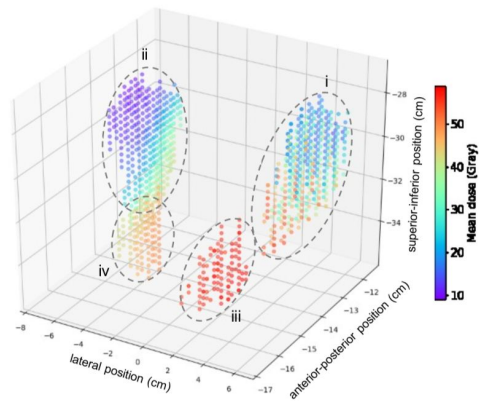 ii
i
iv
iii
−28
−30
−32
−34
superior-inferior position (cm)
−8
−6
−4
−2
0
2
4
6
lateral position (cm)
−17
−16
−15
−14
−13
−12
anterior-posterior position (cm)
50
40
30
20
10
Mean dose (Gray)